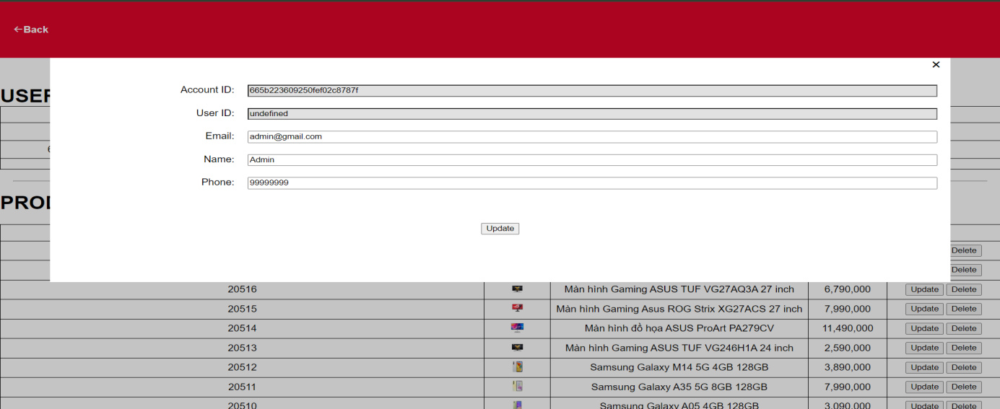 ←Back
×
USER
Account ID: 665b223609250fef02c8787f
User ID: undefined
Email: admin@gmail.com
Name: Admin
Phone: 99999999
Update
Delete
Delete
20516 Màn hình Gaming ASUS TUF VG27AQ3A 27 inch 6,790,000 Update Delete
20515 Màn hình Gaming Asus ROG Strix XG27ACS 27 inch 7,990,000 Update Delete
20514 Màn hình đồ họa ASUS ProArt PA279CV 11,490,000 Update Delete
20513 Màn hình Gaming ASUS TUF VG246H1A 24 inch 2,590,000 Update Delete
20512 Samsung Galaxy M14 5G 4GB 128GB 3,890,000 Update Delete
20511 Samsung Galaxy A35 5G 8GB 128GB 7,990,000 Update Delete
20510 Samsung Galaxy A05 4GB 128GB 3,090,000 Update Delete